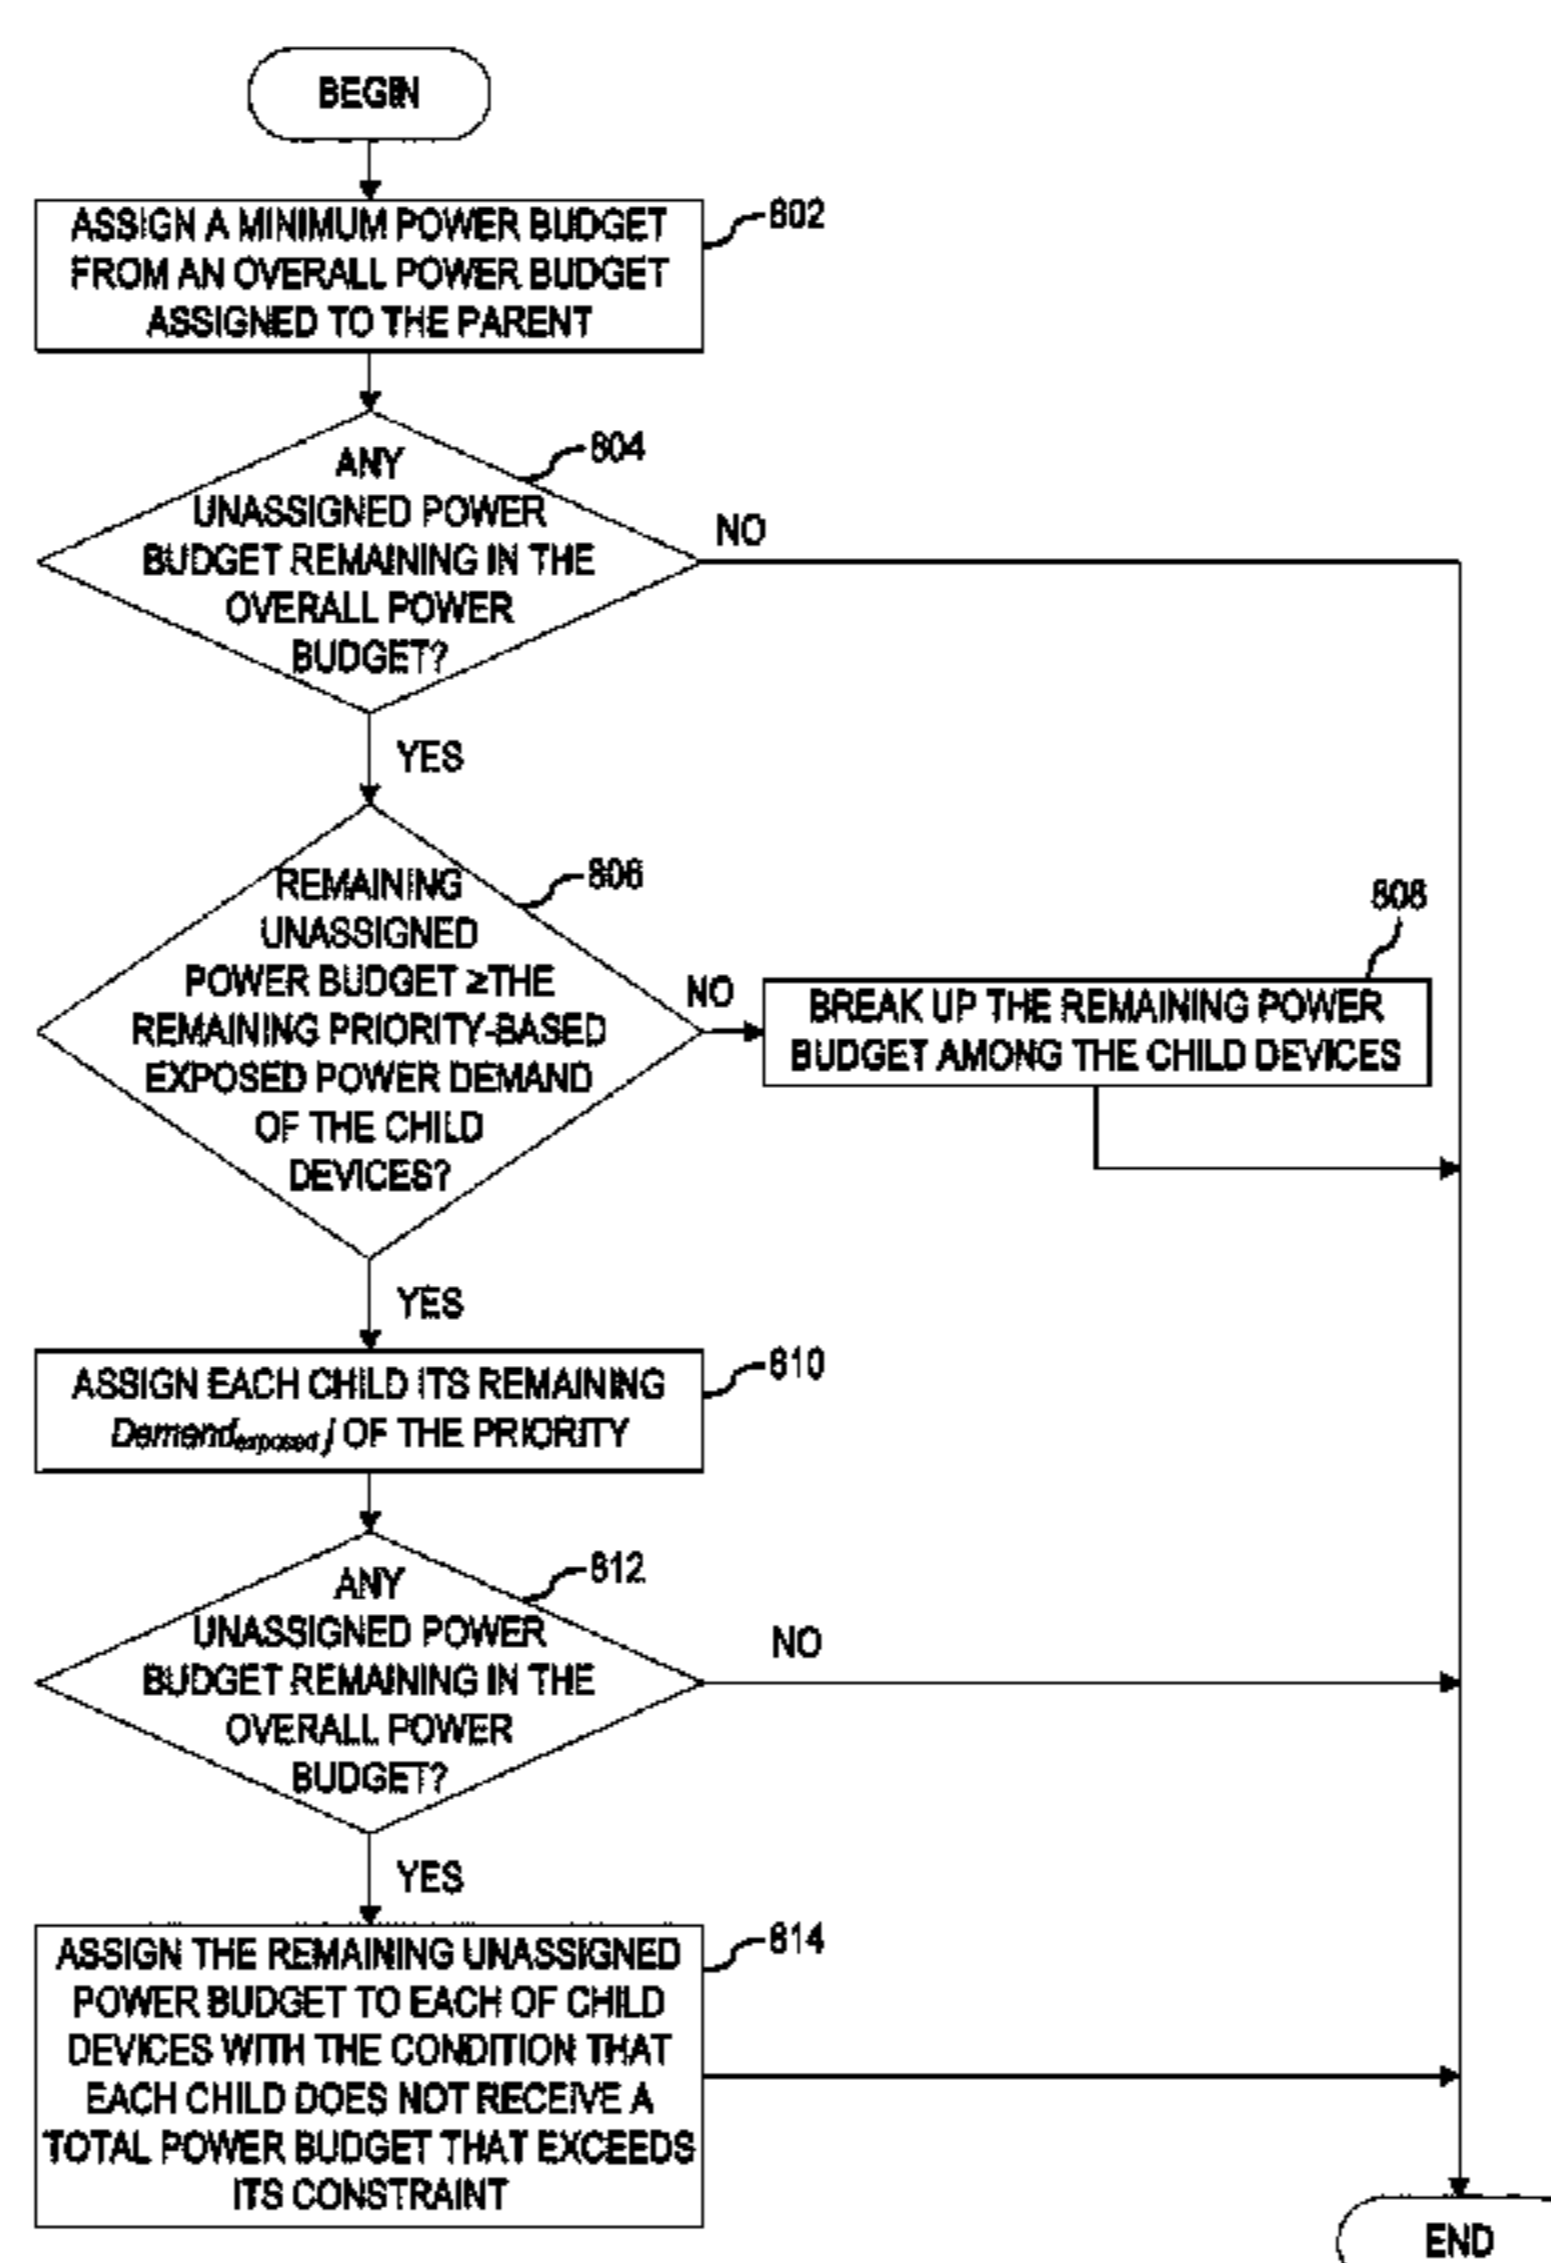 BEGIN
ASSIGN A MINIMUM POWER BUDGET
FROM AN OVERALL POWER BUDGET
ASSIGNED TO THE PARENT
802
ANY
UNASSIGNED POWER
BUDGET REMAINING IN THE
OVERALL POWER
BUDGET?
804
NO
YES
REMAINING
UNASSIGNED
POWER BUDGET ≥THE
REMAINING PRIORITY-BASED
EXPOSED POWER DEMAND
OF THE CHILD
DEVICES?
806
NO
808
BREAK UP THE REMAINING POWER
BUDGET AMONG THE CHILD DEVICES
YES
ASSIGN EACH CHILD ITS REMAINING
Demandexposed j OF THE PRIORITY
810
ANY
UNASSIGNED POWER
BUDGET REMAINING IN THE
OVERALL POWER
BUDGET?
812
NO
YES
ASSIGN THE REMAINING UNASSIGNED
POWER BUDGET TO EACH OF CHILD
DEVICES WITH THE CONDITION THAT
EACH CHILD DOES NOT RECEIVE A
TOTAL POWER BUDGET THAT EXCEEDS
ITS CONSTRAINT
814
END